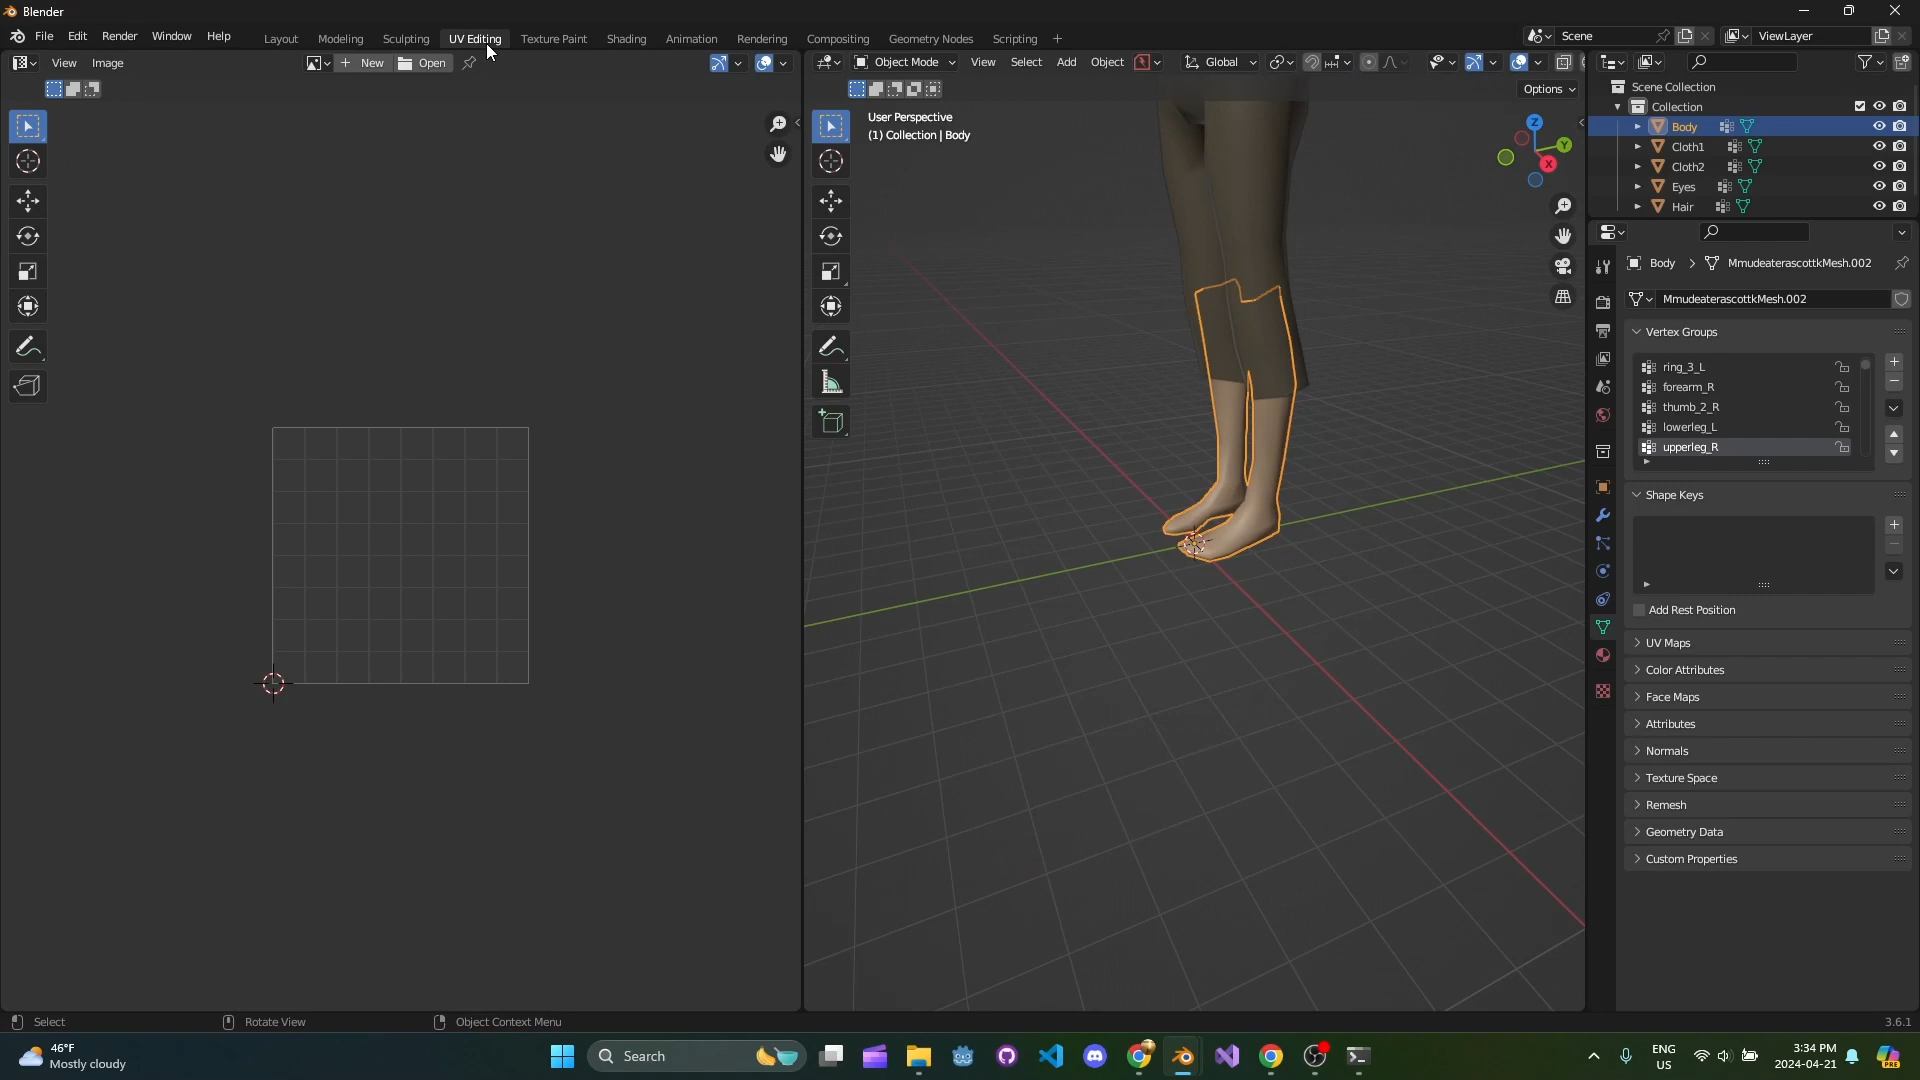 Blender
File Edit Render Window Help
Layout Modeling Sculpting UV Editing Texture Paint Shading Animation Rendering Compositing Geometry Nodes Scripting +
Scene ViewLayer
View Image New Open
Object Mode View Select Add Object Global
Options
User Perspective
(1) Collection | Body
Z
Y
X
Scene Collection
Collection
Body
Cloth1
Cloth2
Eyes
Hair
Body > MmudeaterascottkMesh.002
MmudeaterascottkMesh.002
Vertex Groups
ring_3_L
forearm_R
thumb_2_R
lowerleg_L
upperleg_R
Shape Keys
Add Rest Position
UV Maps
Color Attributes
Face Maps
Attributes
Normals
Texture Space
Remesh
Geometry Data
Custom Properties
Select Rotate View Object Context Menu 3.6.1
46°F
Mostly cloudy
Search
ENG
US
3:34 PM
2024-04-21
PRE